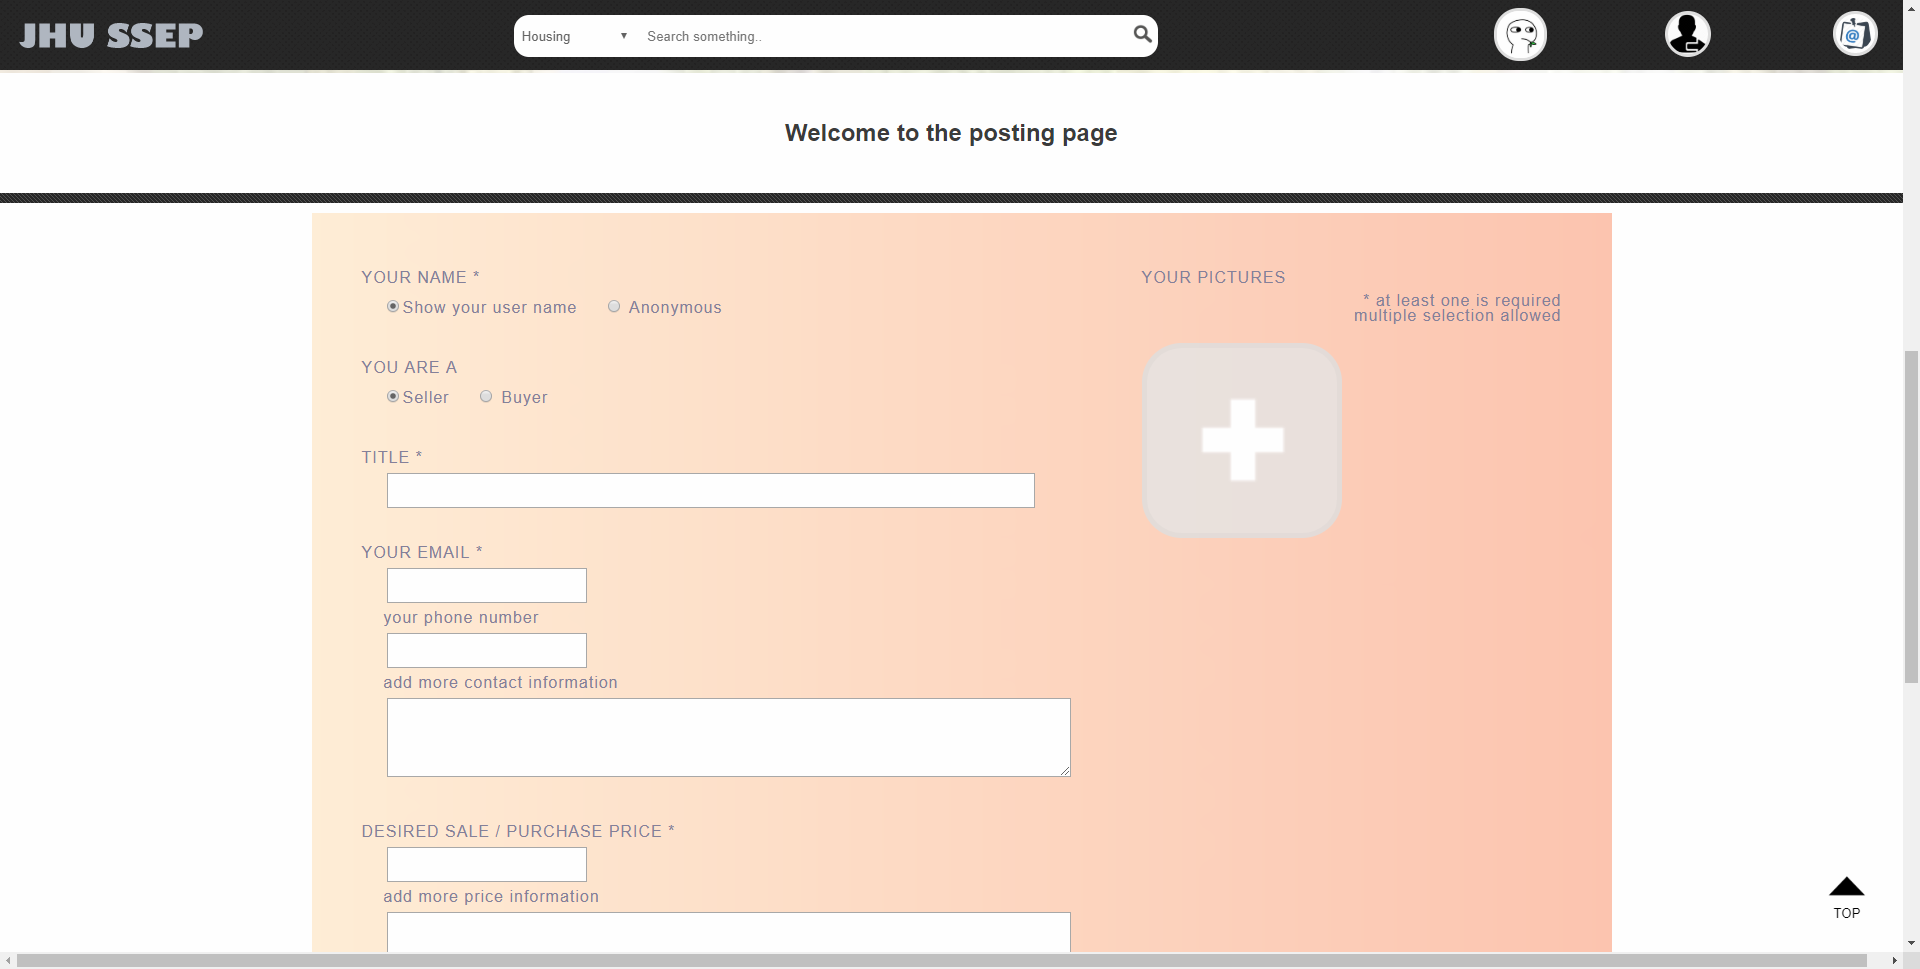 JHU SSEP
Housing
Search something..
@
Welcome to the posting page
YOUR NAME *
Show your user name
Anonymous
YOU ARE A
Seller
Buyer
TITLE *
YOUR EMAIL *
your phone number
add more contact information
DESIRED SALE / PURCHASE PRICE *
add more price information
YOUR PICTURES
* at least one is required
multiple selection allowed
TOP